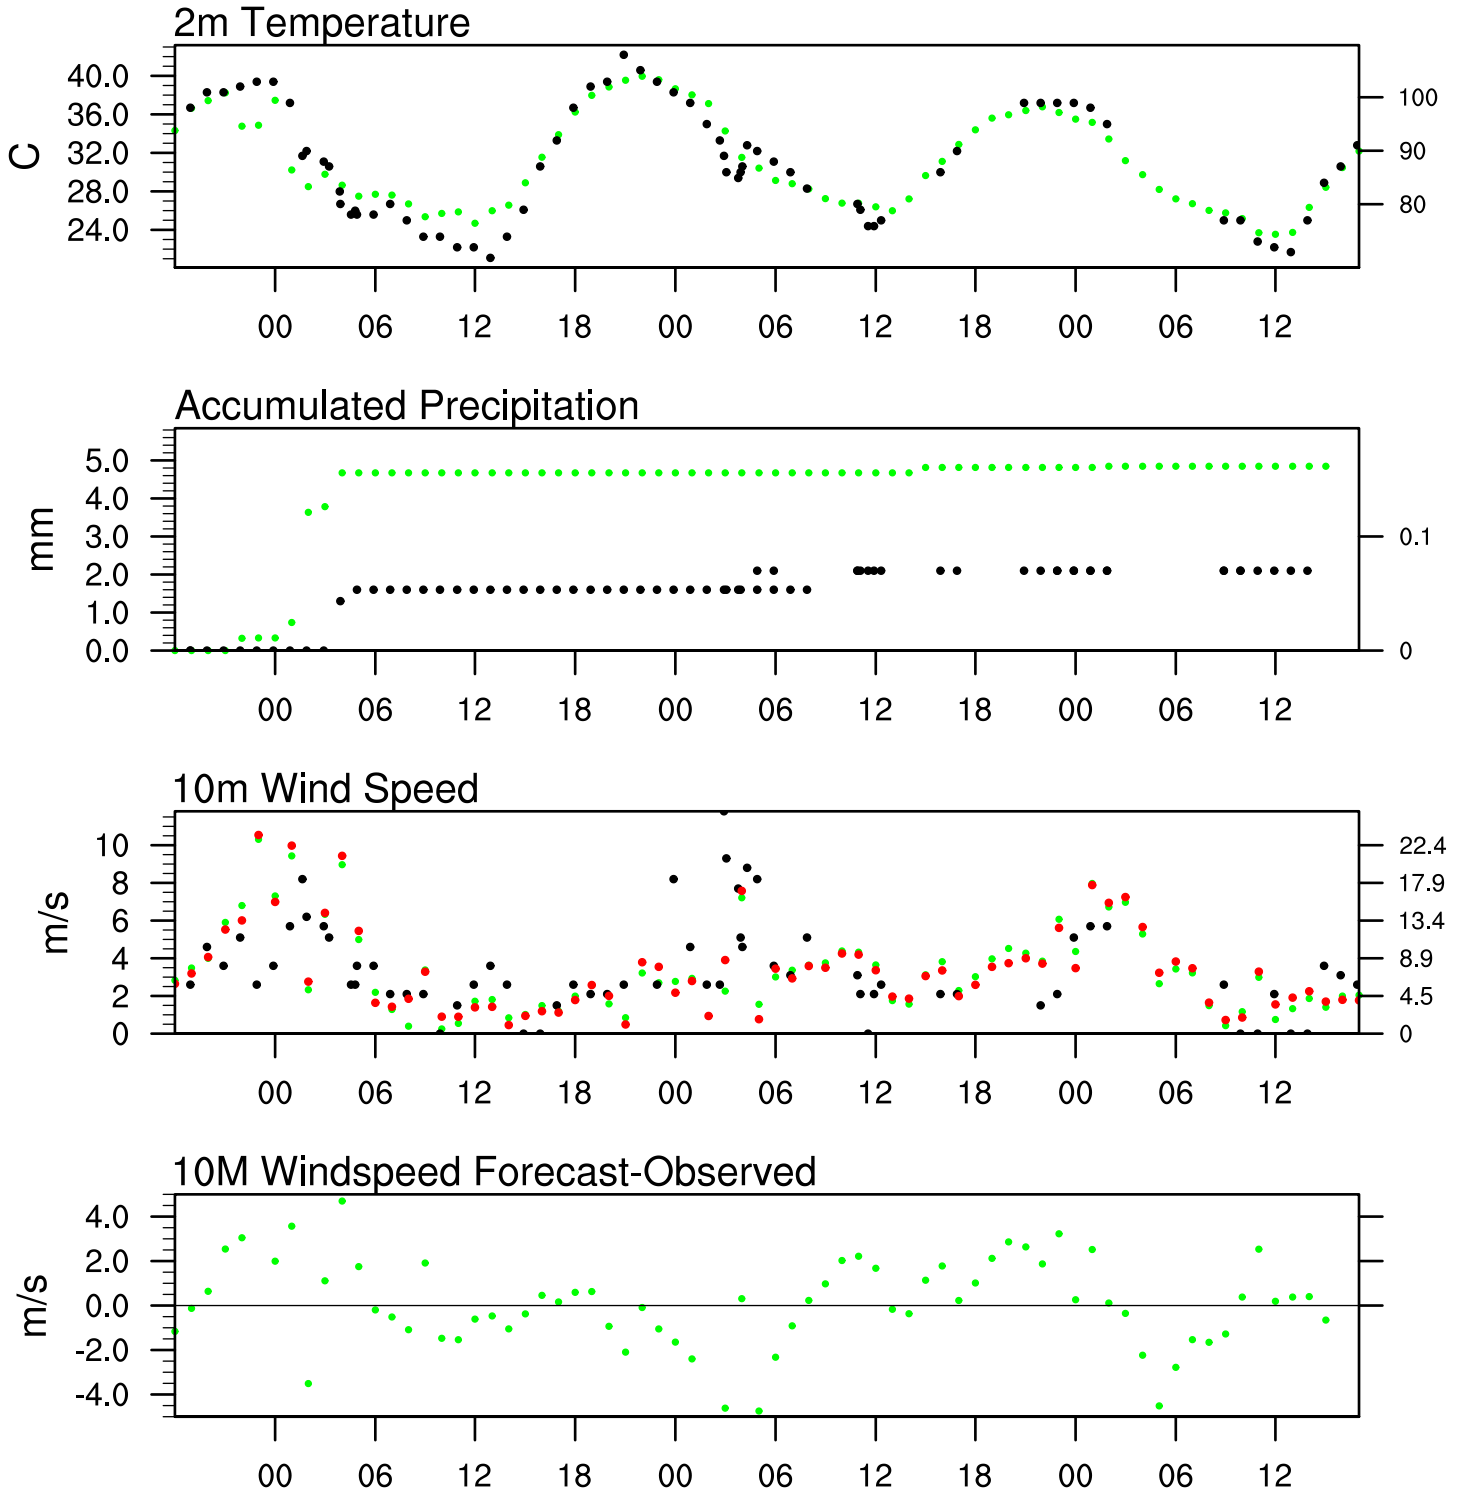 2m Temperature
40.0
36.0
32.0
28.0
24.0
C
100
90
80
00 06 12 18 00 06 12 18 00 06 12
Accumulated Precipitation
5.0
4.0
3.0
2.0
1.0
0.0
mm
0.1
0
00 06 12 18 00 06 12 18 00 06 12
10m Wind Speed
10
8
6
4
2
0
m/s
22.4
17.9
13.4
8.9
4.5
0
00 06 12 18 00 06 12 18 00 06 12
10M Windspeed Forecast-Observed
4.0
2.0
0.0
-2.0
-4.0
m/s
00 06 12 18 00 06 12 18 00 06 12